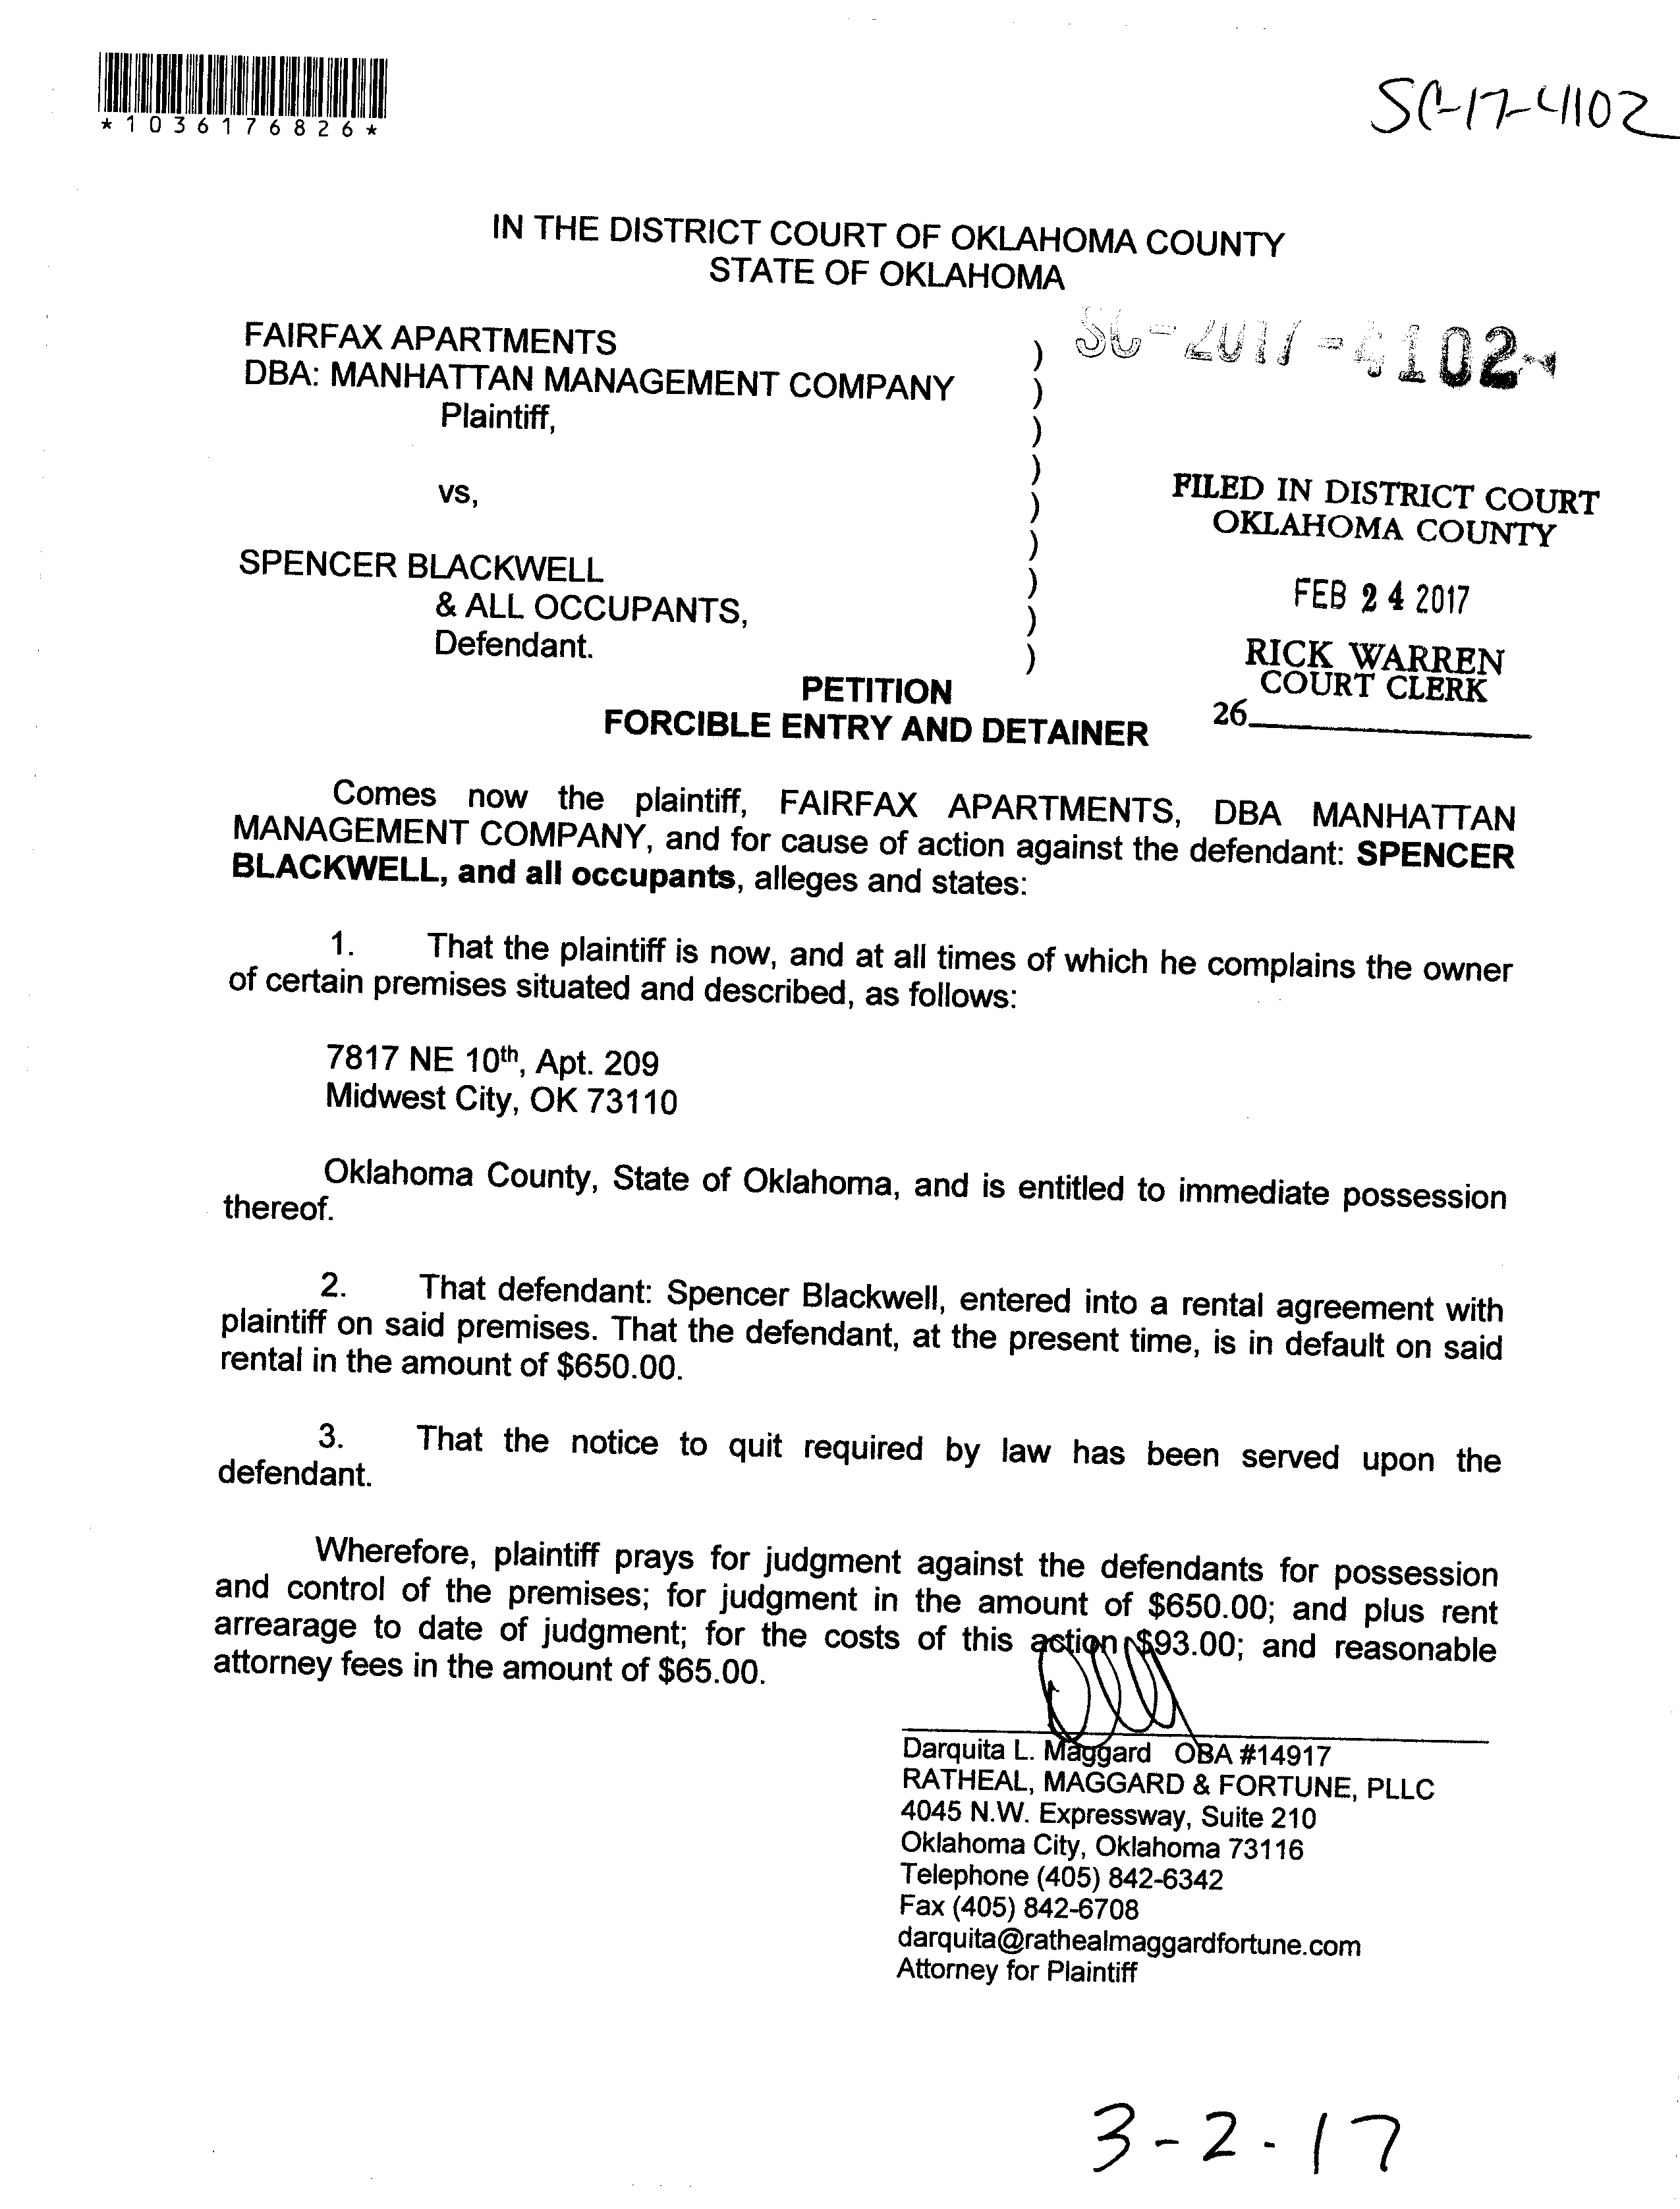 *1036176826*
SC-17-4102
IN THE DISTRICT COURT OF OKLAHOMA COUNTY
STATE OF OKLAHOMA
FAIRFAX APARTMENTS )
DBA: MANHATTAN MANAGEMENT COMPANY )
Plaintiff, )
)
vs, )
)
SPENCER BLACKWELL )
& ALL OCCUPANTS, )
Defendant. )
SC-2017-4102
FILED IN DISTRICT COURT
OKLAHOMA COUNTY
FEB 24 2017
RICK WARREN
COURT CLERK
26
PETITION
FORCIBLE ENTRY AND DETAINER
Comes now the plaintiff, FAIRFAX APARTMENTS, DBA MANHATTAN
MANAGEMENT COMPANY, and for cause of action against the defendant: SPENCER
BLACKWELL, and all occupants, alleges and states:
1. That the plaintiff is now, and at all times of which he complains the owner
of certain premises situated and described, as follows:
7817 NE 10th, Apt. 209
Midwest City, OK 73110
Oklahoma County, State of Oklahoma, and is entitled to immediate possession
thereof.
2. That defendant: Spencer Blackwell, entered into a rental agreement with
plaintiff on said premises. That the defendant, at the present time, is in default on said
rental in the amount of $650.00.
3. That the notice to quit required by law has been served upon the
defendant.
Wherefore, plaintiff prays for judgment against the defendants for possession
and control of the premises; for judgment in the amount of $650.00; and plus rent
arrearage to date of judgment; for the costs of this action $93.00; and reasonable
attorney fees in the amount of $65.00.
Darquita L. Maggard OBA #14917
RATHEAL, MAGGARD & FORTUNE, PLLC
4045 N.W. Expressway, Suite 210
Oklahoma City, Oklahoma 73116
Telephone (405) 842-6342
Fax (405) 842-6708
darquita@rathealmaggardfortune.com
Attorney for Plaintiff
3-2-17